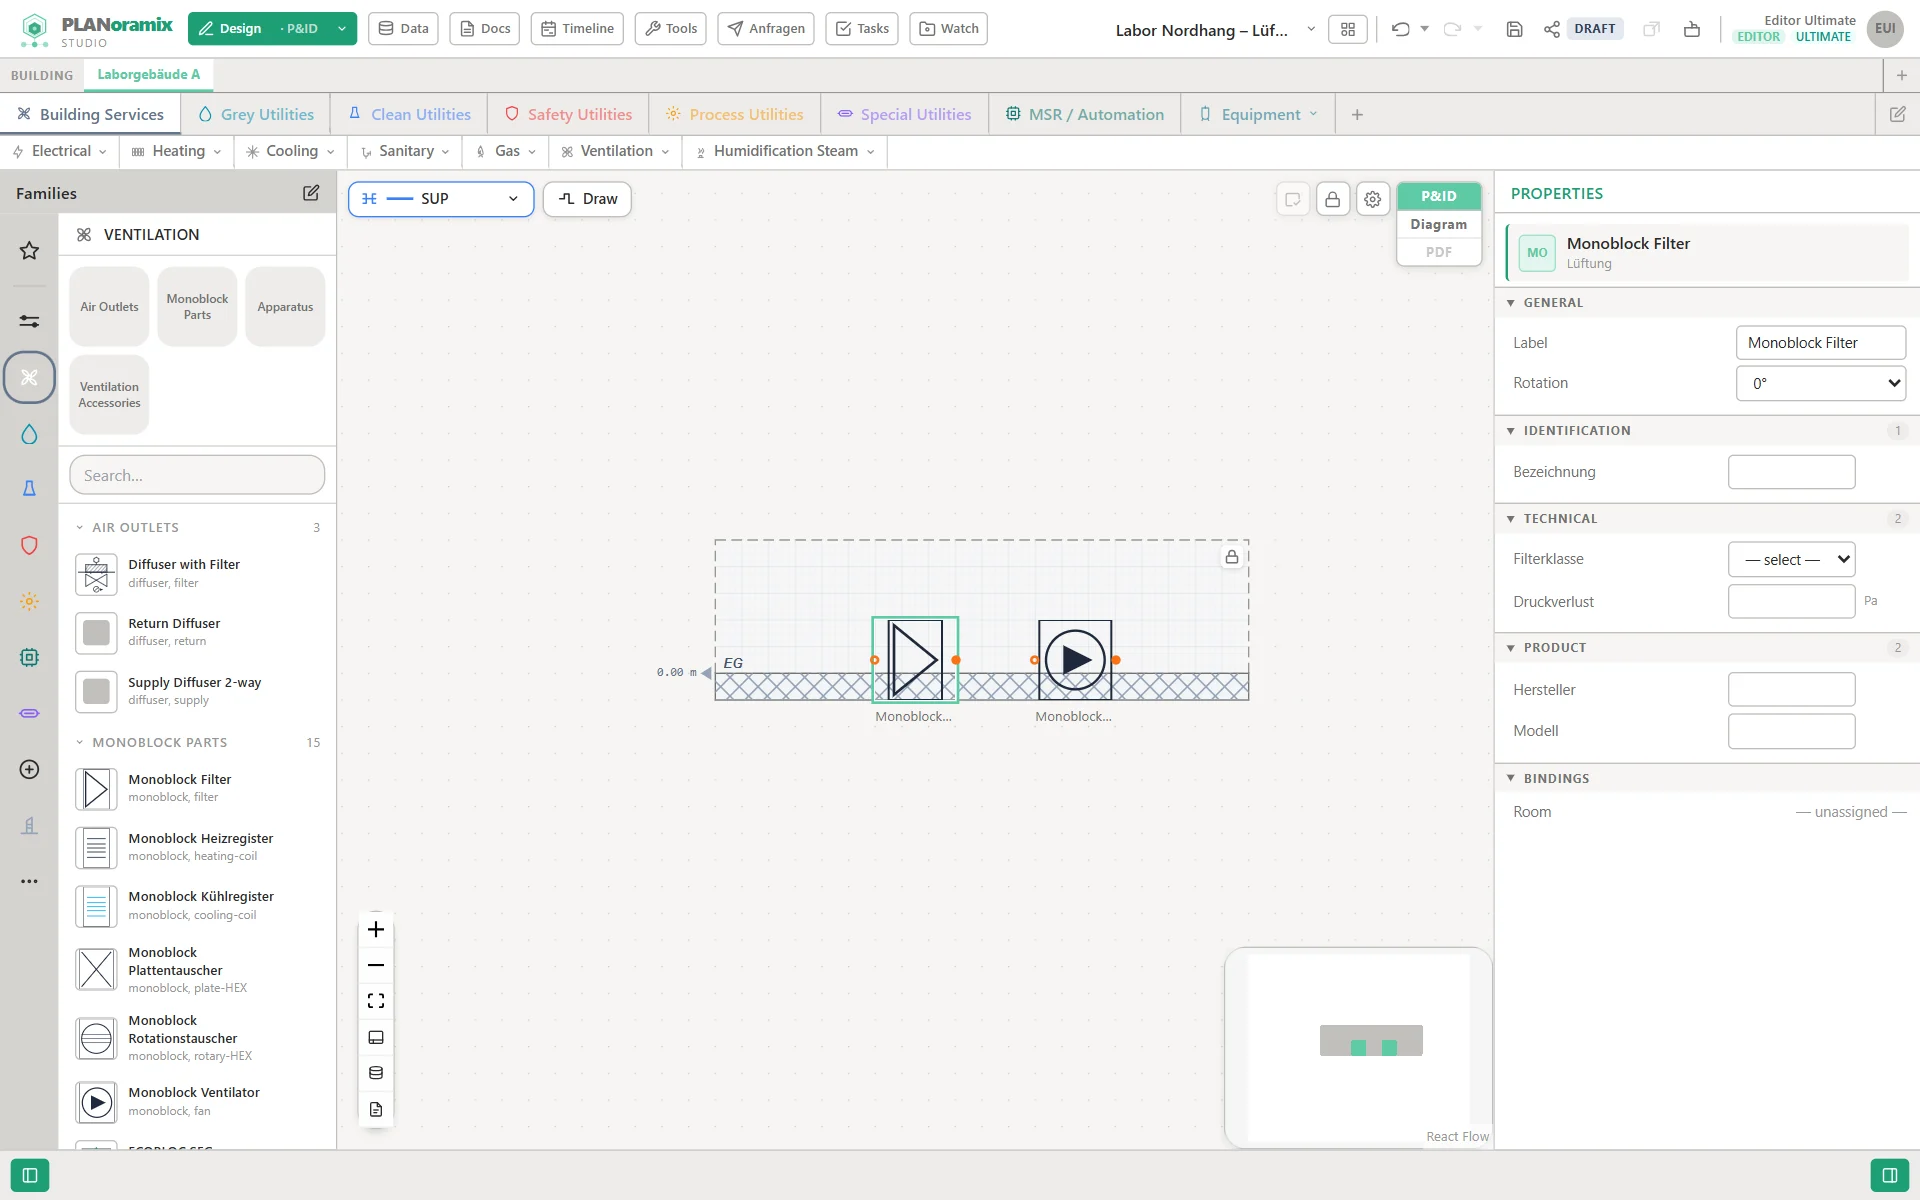 PLANoramix
STUDIO
Design · P&ID
Data
Docs
Timeline
Tools
Anfragen
Tasks
Watch
Labor Nordhang – Lüf...
DRAFT
Editor Ultimate
EDITOR ULTIMATE
EUI
BUILDING
Laborgebäude A
Building Services
Grey Utilities
Clean Utilities
Safety Utilities
Process Utilities
Special Utilities
MSR / Automation
Equipment
Electrical
Heating
Cooling
Sanitary
Gas
Ventilation
Humidification Steam
Families
VENTILATION
Air Outlets
Monoblock
Parts
Apparatus
Ventilation
Accessories
Search...
AIR OUTLETS 3
Diffuser with Filter
diffuser, filter
Return Diffuser
diffuser, return
Supply Diffuser 2-way
diffuser, supply
MONOBLOCK PARTS 15
Monoblock Filter
monoblock, filter
Monoblock Heizregister
monoblock, heating-coil
Monoblock Kühlregister
monoblock, cooling-coil
Monoblock
Plattentauscher
monoblock, plate-HEX
Monoblock
Rotationstauscher
monoblock, rotary-HEX
Monoblock Ventilator
monoblock, fan
SUP
Draw
P&ID
Diagram
PDF
0.00 m
EG
Monoblock...
Monoblock...
React Flow
PROPERTIES
MO
Monoblock Filter
Lüftung
GENERAL
Label Monoblock Filter
Rotation 0°
IDENTIFICATION 1
Bezeichnung
TECHNICAL 2
Filterklasse — select —
Druckverlust Pa
PRODUCT 2
Hersteller
Modell
BINDINGS
Room — unassigned —